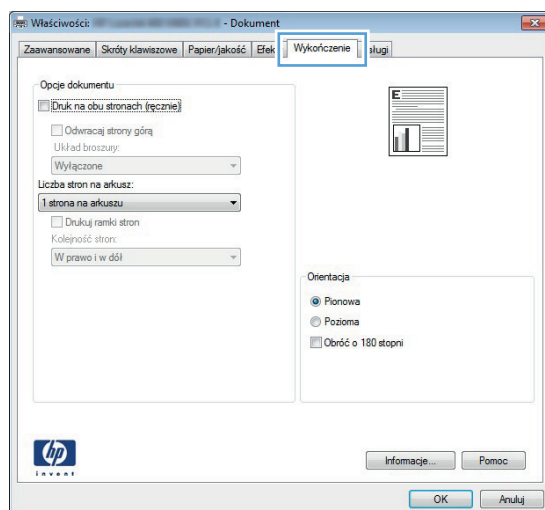 Właściwości: - Dokument
Zaawansowane Skróty klawiszowe Papier/jakość Efek Wykończenie sługi
Opcje dokumentu
Druk na obu stronach (ręcznie)
Odwracaj strony górą
Układ broszury:
Wyłączone
Liczba stron na arkusz:
1 strona na arkuszu
Drukuj ramki stron
Kolejność stron:
W prawo i w dół
E
Orientacja
Pionowa
Pozioma
Obróć o 180 stopni
hp
invent
Informacje... Pomoc
OK Anuluj